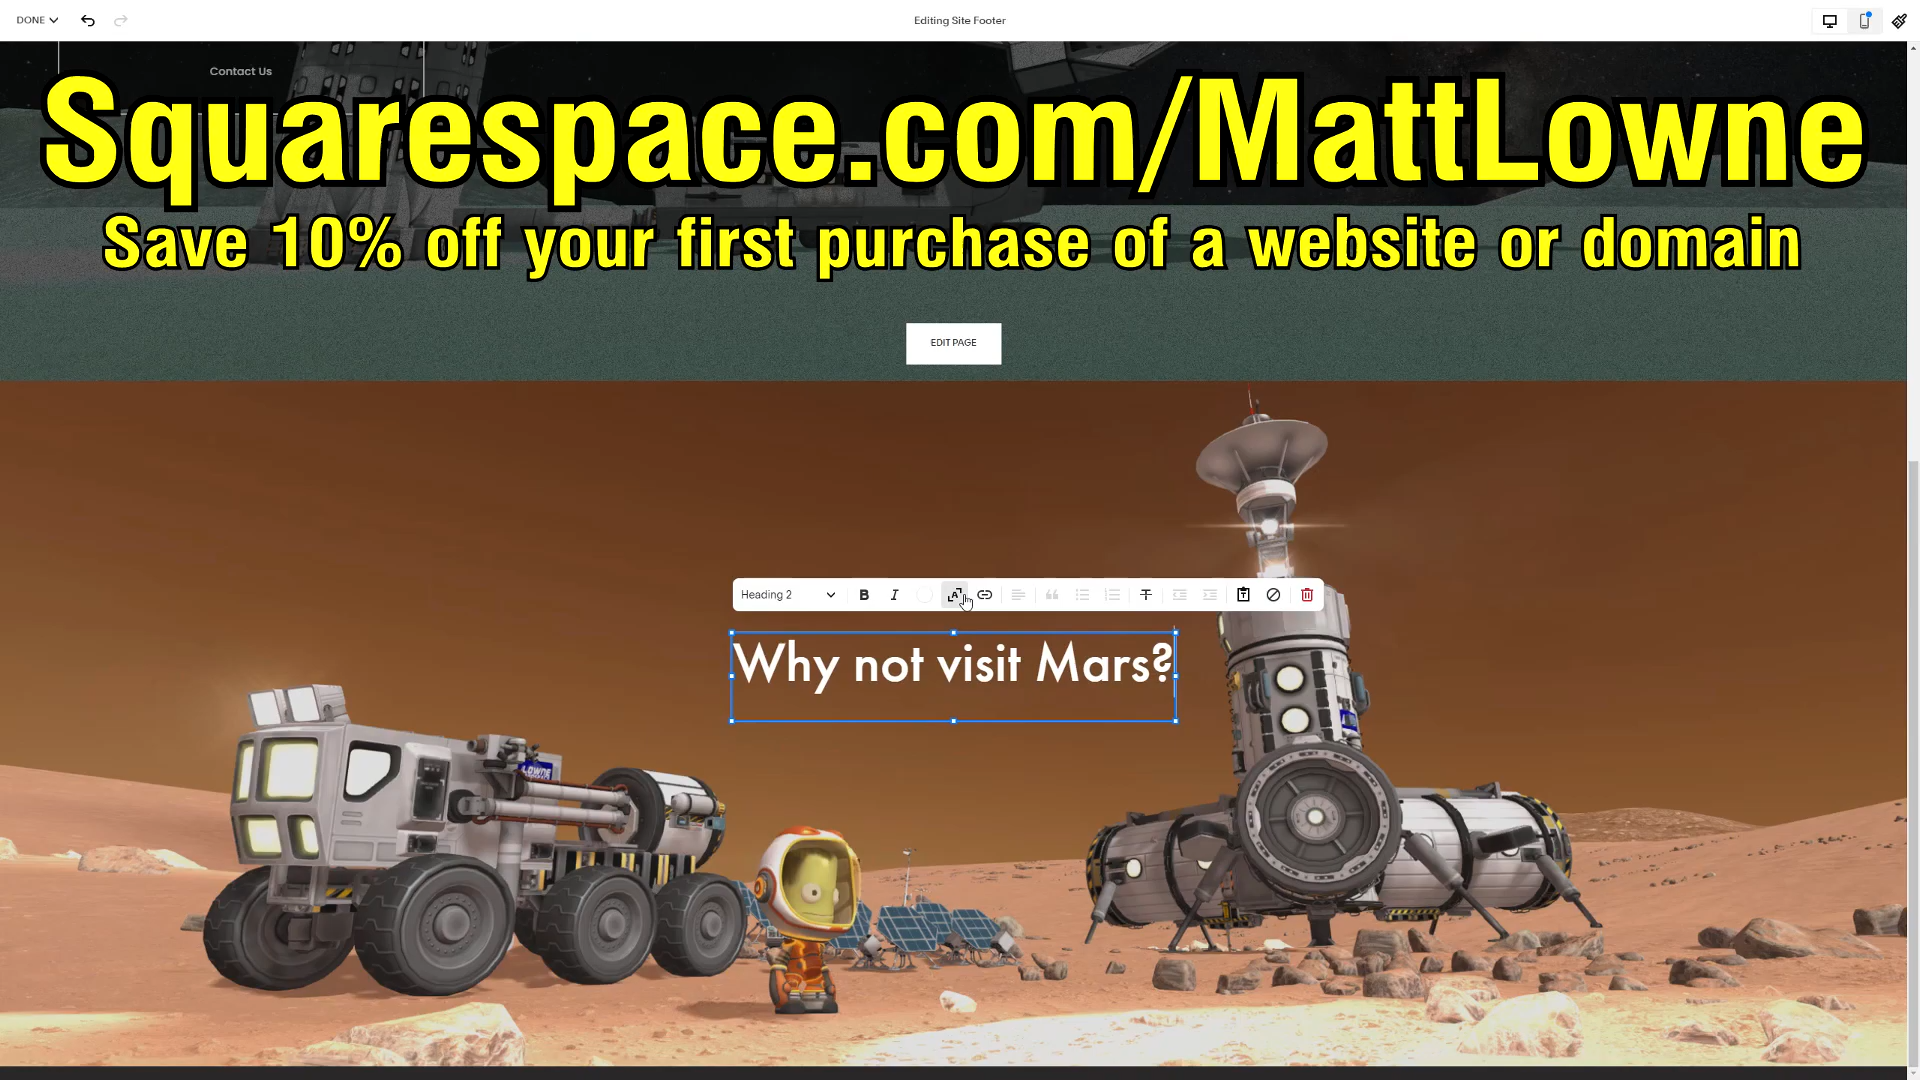 DONE
Editing Site Footer
Contact Us
Squarespace.com/MattLowne
Save 10% off your first purchase of a website or domain
EDIT PAGE
Heading 2
B I
Why not visit Mars?
LOWNE